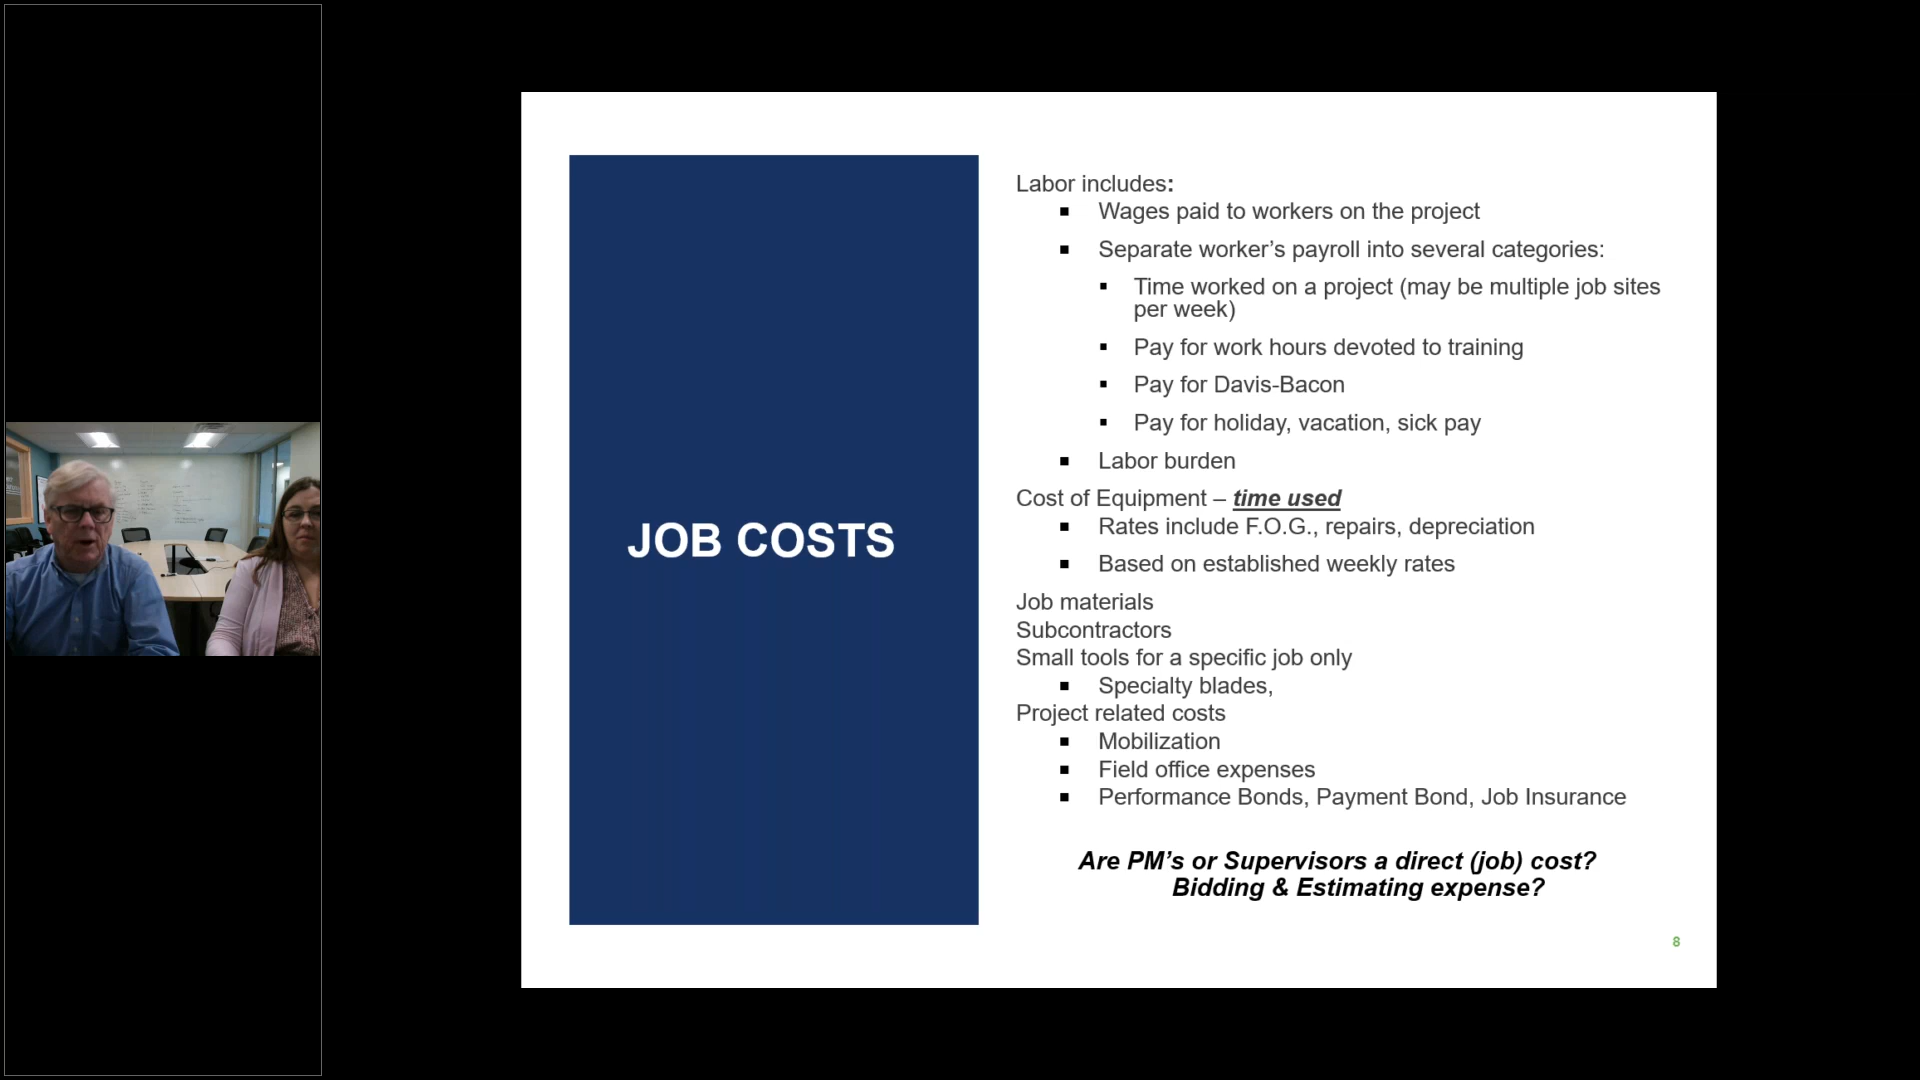 JOB COSTS
Labor includes:
▪ Wages paid to workers on the project
▪ Separate worker’s payroll into several categories:
▪ Time worked on a project (may be multiple job sites
per week)
▪ Pay for work hours devoted to training
▪ Pay for Davis-Bacon
▪ Pay for holiday, vacation, sick pay
▪ Labor burden
Cost of Equipment – time used
▪ Rates include F.O.G., repairs, depreciation
▪ Based on established weekly rates
Job materials
Subcontractors
Small tools for a specific job only
▪ Specialty blades,
Project related costs
▪ Mobilization
▪ Field office expenses
▪ Performance Bonds, Payment Bond, Job Insurance
Are PM’s or Supervisors a direct (job) cost?
Bidding & Estimating expense?
8